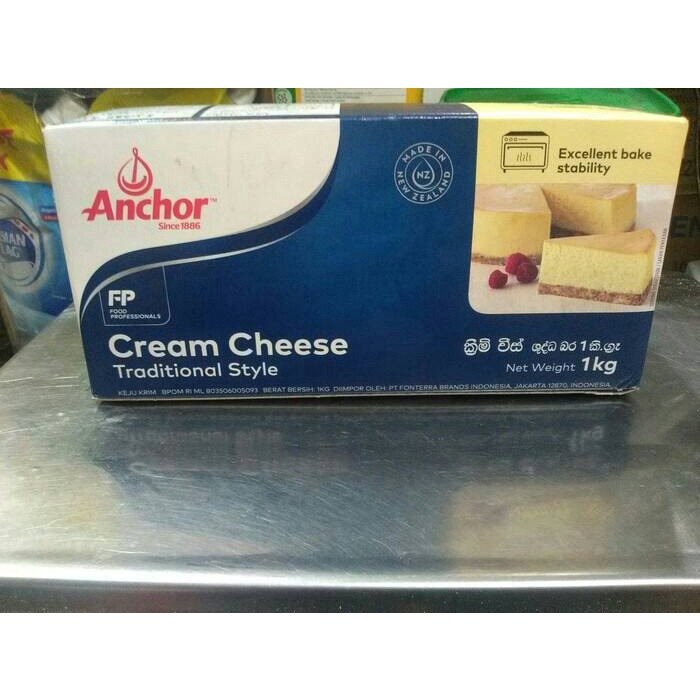 Anchor™
Since 1886
FP
FOOD
PROFESSIONALS
Cream Cheese
Traditional Style
KEJU KRIM BPOM RI ML 803506005093 BERAT BERSIH: 1KG DIIMPOR OLEH: PT FONTERRA BRANDS INDONESIA, JAKARTA 12870, INDONESIA.
MADE IN
NZ
NEW ZEALAND
Excellent bake
stability
ක්‍රීම් චීස් ශුද්ධ බර 1 කි.ග්‍රෑ
Net Weight 1kg